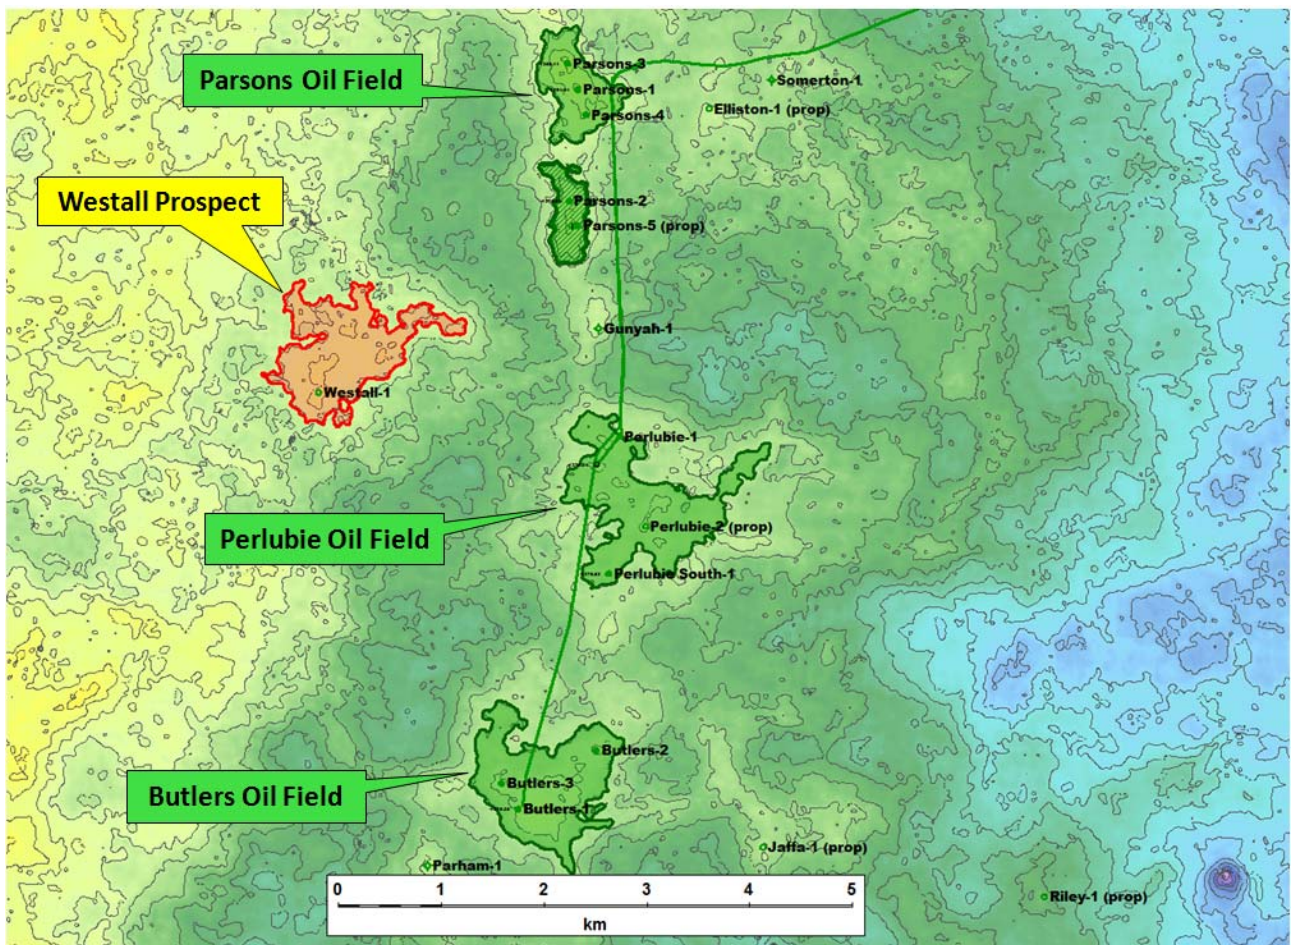 Parsons-3
Parsons Oil Field
Somerton-1
Parsons-1
Elliston-1 (prop)
Parsons-4
Westall Prospect
Parsons-2
Parsons-5 (prop)
Gunyah-1
Westall-1
Perlubie-1
Perlubie-2 (prop)
Perlubie Oil Field
Perlubie South-1
Butlers-2
Butlers-3
Butlers Oil Field
Butlers-1
Jaffa-1 (prop)
Parham-1
0 1 2 3 4 5
km
Riley-1 (prop)